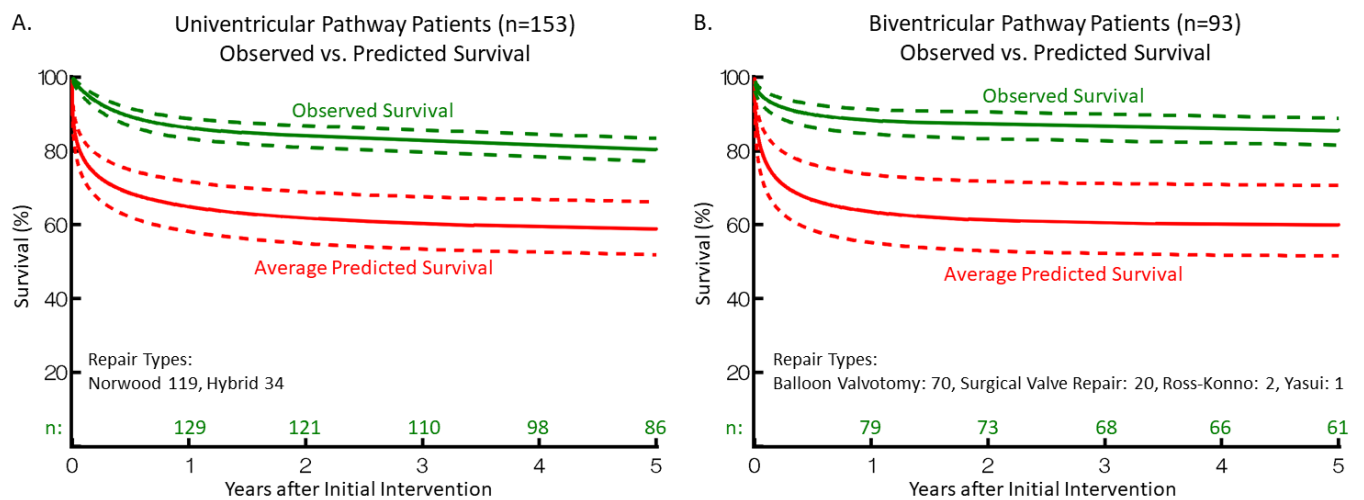 A.
Univentricular Pathway Patients (n=153)
Observed vs. Predicted Survival
100
80
60
40
20
Survival (%)
Observed Survival
Average Predicted Survival
Repair Types:
Norwood 119, Hybrid 34
n: 129 121 110 98 86
0 1 2 3 4 5
Years after Initial Intervention
B.
Biventricular Pathway Patients (n=93)
Observed vs. Predicted Survival
100
80
60
40
20
Survival (%)
Observed Survival
Average Predicted Survival
Repair Types:
Balloon Valvotomy: 70, Surgical Valve Repair: 20, Ross-Konno: 2, Yasui: 1
n: 79 73 68 66 61
0 1 2 3 4 5
Years after Initial Intervention